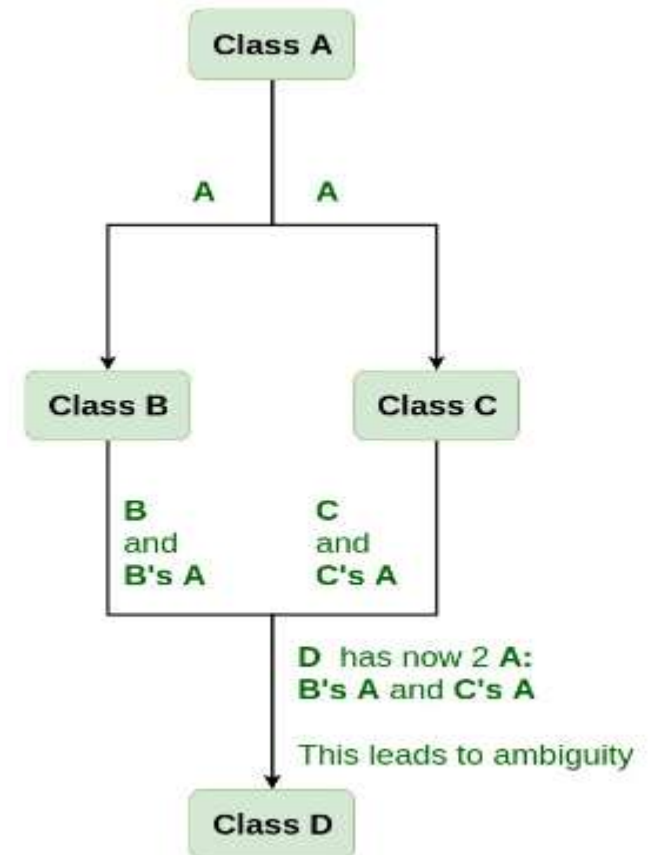 Class A
A
A
Class B
Class C
B
and
B's A
C
and
C's A
D has now 2 A:
B's A and C's A
This leads to ambiguity
Class D